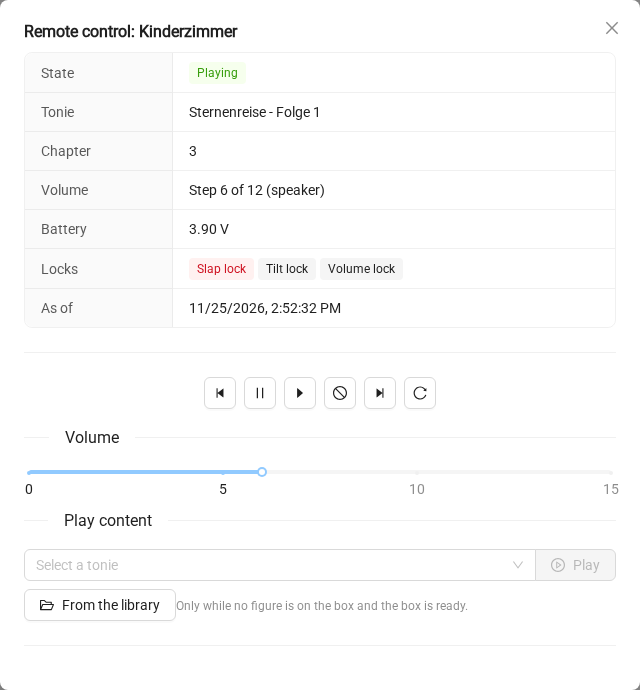 Remote control: Kinderzimmer
State Playing
Tonie Sternenreise - Folge 1
Chapter 3
Volume Step 6 of 12 (speaker)
Battery 3.90 V
Locks Slap lock Tilt lock Volume lock
As of 11/25/2026, 2:52:32 PM
Volume
0 5 10 15
Play content
Select a tonie Play
From the library Only while no figure is on the box and the box is ready.